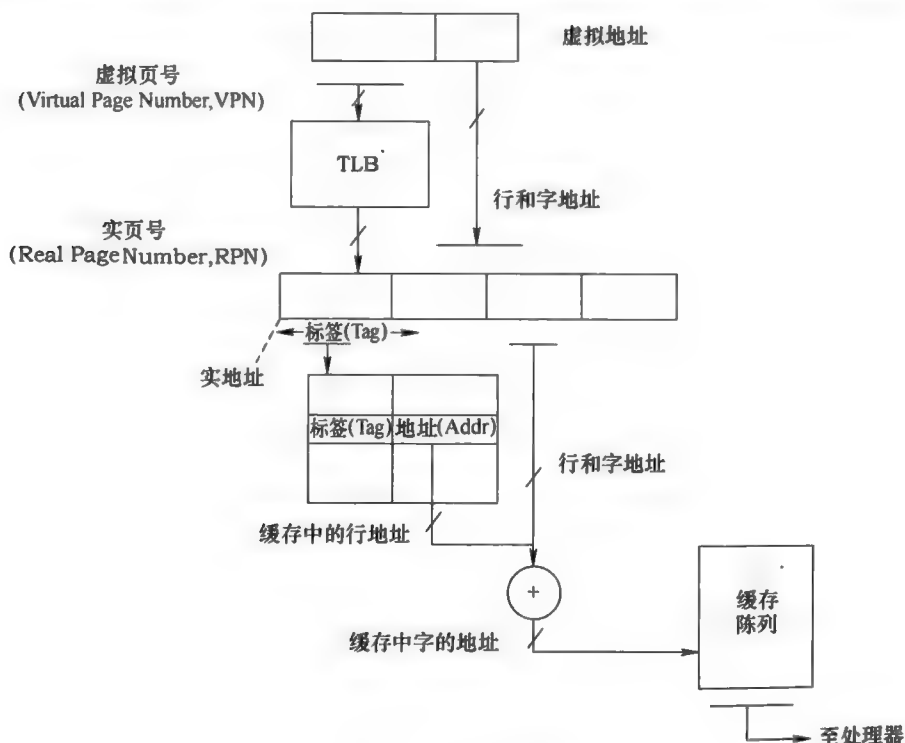 虚拟地址
虚拟页号
(Virtual Page Number,VPN)
TLB
行和字地址
实页号
(Real Page Number,RPN)
标签(Tag)
实地址
标签(Tag)
地址(Addr)
行和字地址
缓存中的行地址
+
缓存
陈列
缓存中字的地址
至处理器